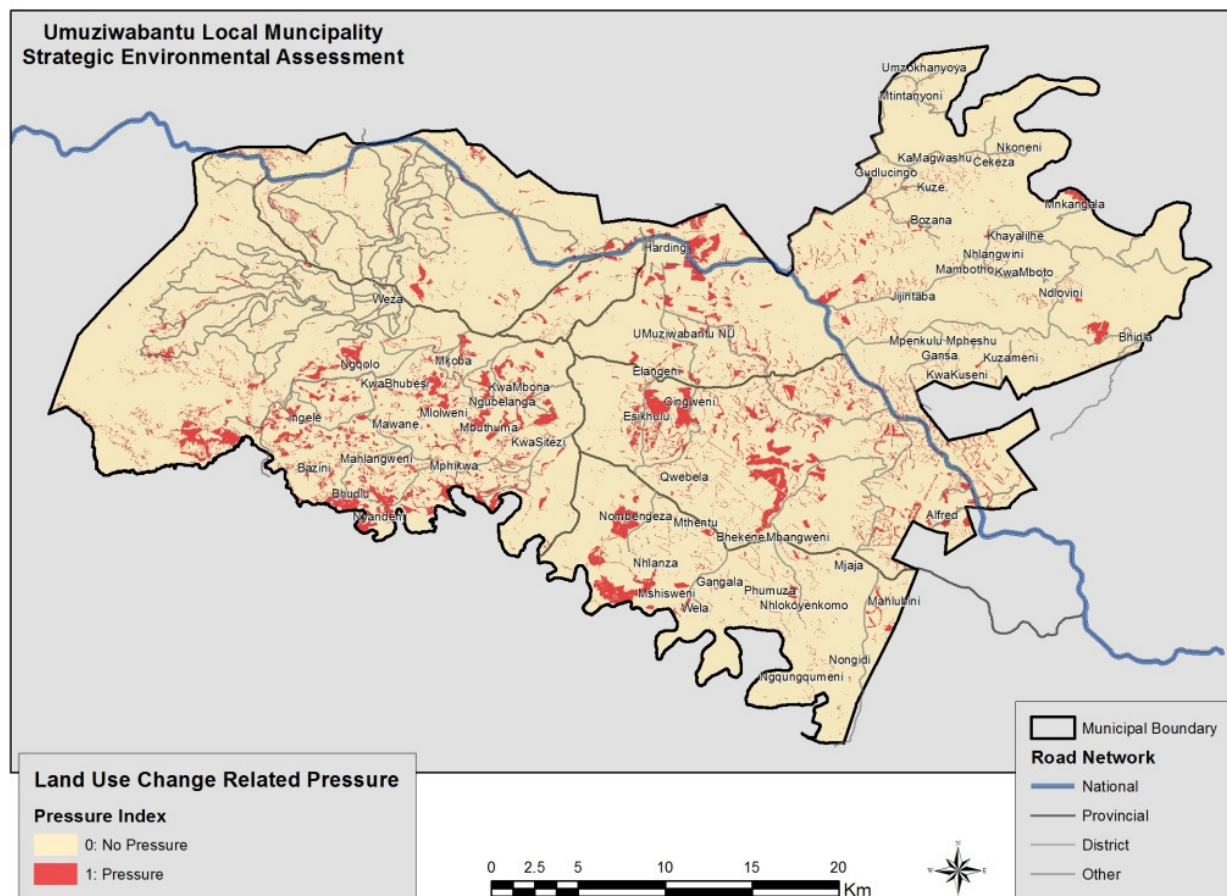 Umuziwabantu Local Muncipality
Strategic Environmental Assessment
Umzokhanyoya
Mtintanyoni
Nkoneni
KaMagwashu
Cekeza
Gudlucingo
Kuze.
Mnkangala
Bozana
Khayalilhe
Harding
Nhlangwini
Mambotho
KwaMboto
Ndlovini
Weza
Jijintaba
UMuziwabantu NU
Mpenkulu
Mpheshu
Bhidla
Gansa
Kuzameni
KwaKuseni
Ngqolo
Mkoba
Elangeni
KwaBhubesi
KwaMbona
Ngubelanga
Gingweni
Ingele
Mlolweni
Esikhulu
Mawane
Mbuthuma
KwaSitezi
Mahlangweni
Mphikwa
Bazini
Qwebela
Bhudlu
Nombengeza
Mthentu
Alfred
Bhekene
Mbangweni
Nhlanza
Mjaja
Gangala
Mshisweni
Phumuza
Mahlubini
Wela
Nhlokoyenkomo
Nongidi
Ngqungqumeni
Land Use Change Related Pressure
Pressure Index
0: No Pressure
1: Pressure
0 2.5 5 10 15 20
Km
N
W E
S
Municipal Boundary
Road Network
National
Provincial
District
Other